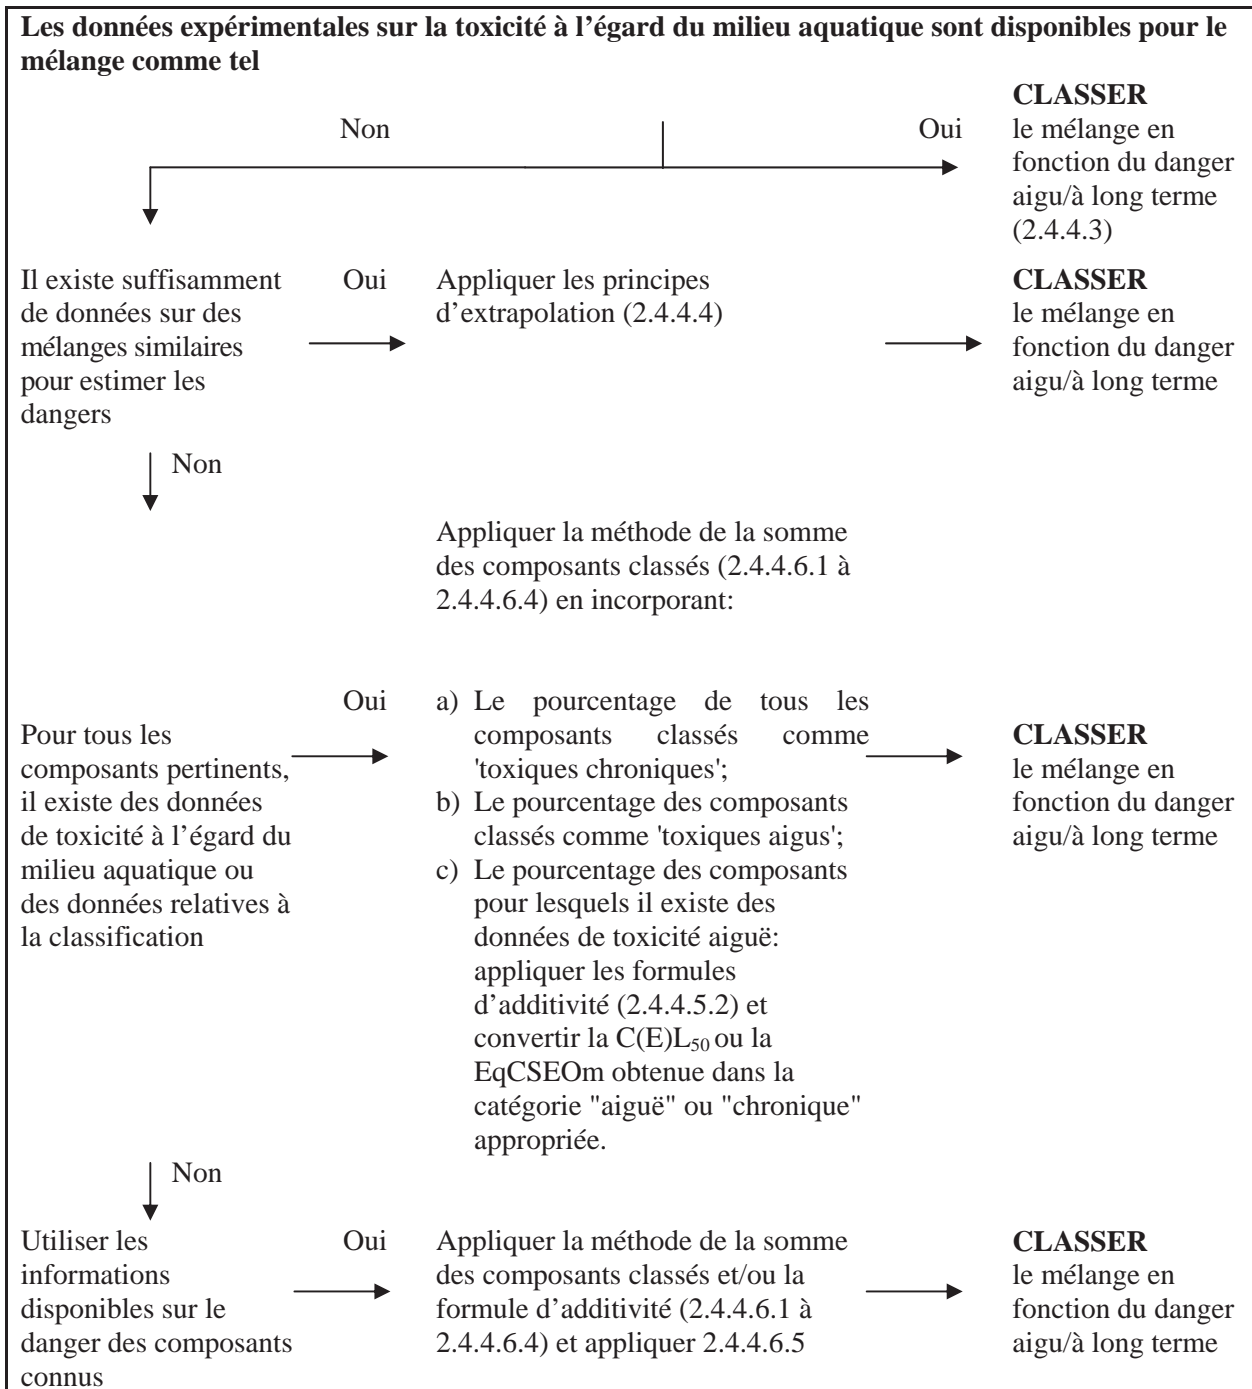 Les données expérimentales sur la toxicité à l'égard du milieu aquatique sont disponibles pour le
mélange comme tel
Non
Oui
CLASSER
le mélange en
fonction du danger
aigu/à long terme
(2.4.4.3)
Il existe suffisamment
de données sur des
mélanges similaires
pour estimer les
dangers
Oui
Appliquer les principes
d'extrapolation (2.4.4.4)
CLASSER
le mélange en
fonction du danger
aigu/à long terme
Non
Appliquer la méthode de la somme
des composants classés (2.4.4.6.1 à
2.4.4.6.4) en incorporant:
Pour tous les
composants pertinents,
il existe des données
de toxicité à l'égard du
milieu aquatique ou
des données relatives à
la classification
Oui
a) Le pourcentage de tous les
composants classés comme
'toxiques chroniques';
b) Le pourcentage des composants
classés comme 'toxiques aigus';
c) Le pourcentage des composants
pour lesquels il existe des
données de toxicité aiguë:
appliquer les formules
d'additivité (2.4.4.5.2) et
convertir la C(E)L50 ou la
EqCSEOm obtenue dans la
catégorie "aiguë" ou "chronique"
appropriée.
CLASSER
le mélange en
fonction du danger
aigu/à long terme
Non
Utiliser les
informations
disponibles sur le
danger des composants
connus
Oui
Appliquer la méthode de la somme
des composants classés et/ou la
formule d'additivité (2.4.4.6.1 à
2.4.4.6.4) et appliquer 2.4.4.6.5
CLASSER
le mélange en
fonction du danger
aigu/à long terme